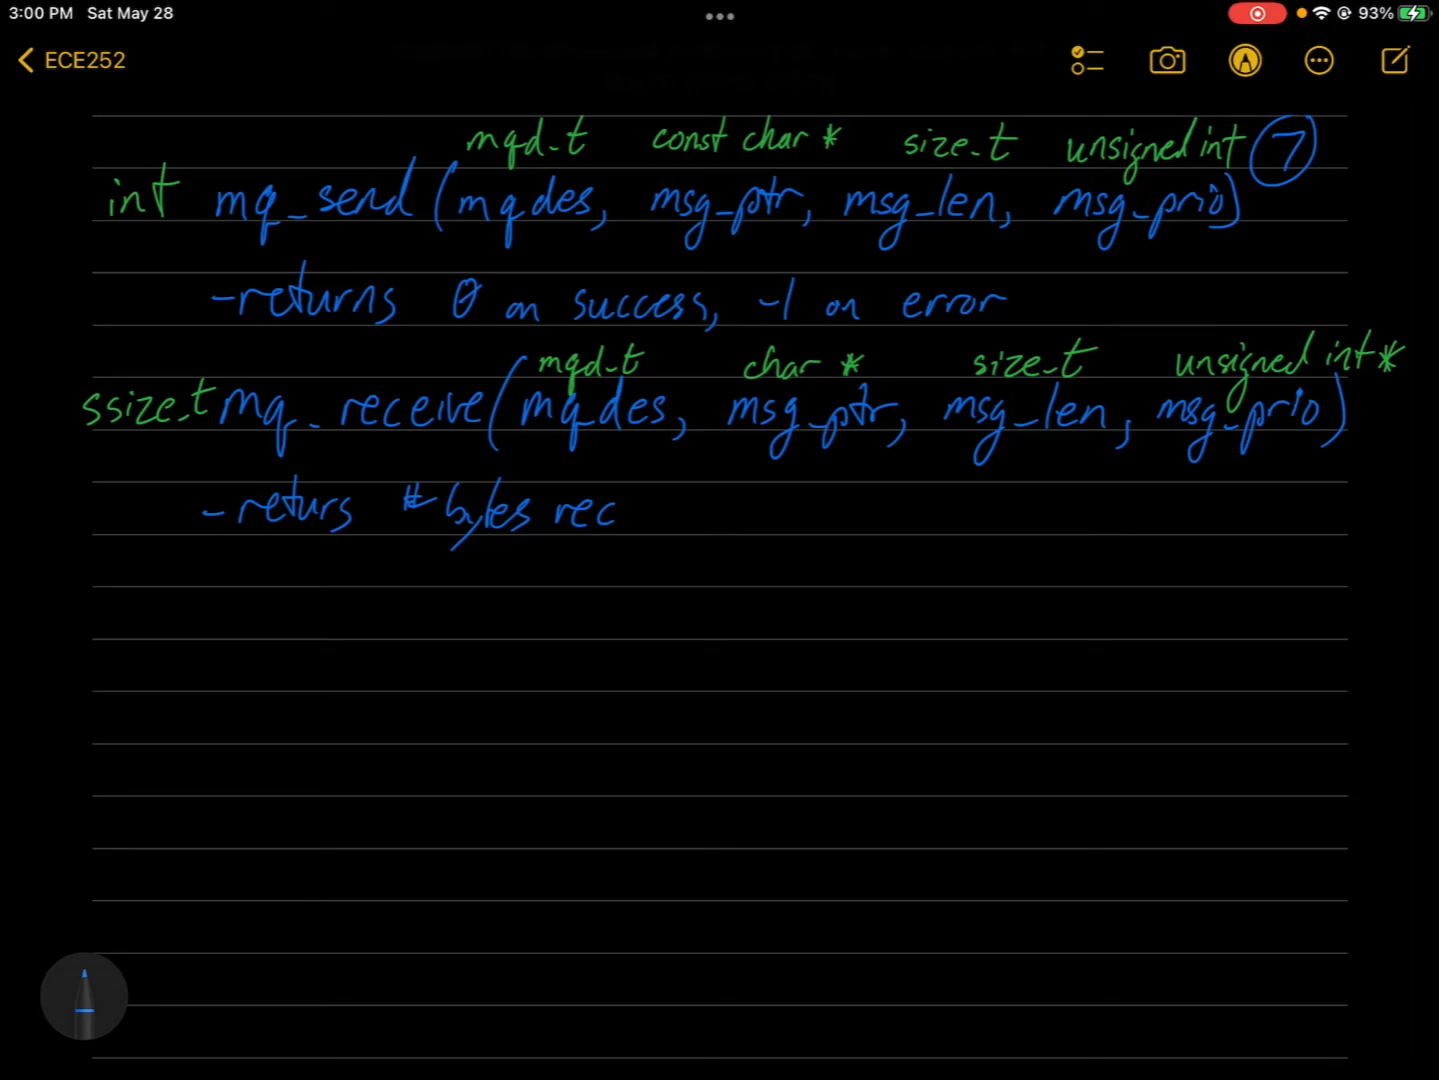 3:00 PM Sat May 28
93%
ECE252
mqd_t const char * size_t unsigned int 7
int mq_send (mqdes, msg_ptr, msg_len, msg_prio)
-returns 0 on success, -1 on error
mqd_t char * size_t unsigned int *
ssize_t mq_receive(mqdes, msg_ptr, msg_len, msg_prio)
-returs # bytes rec